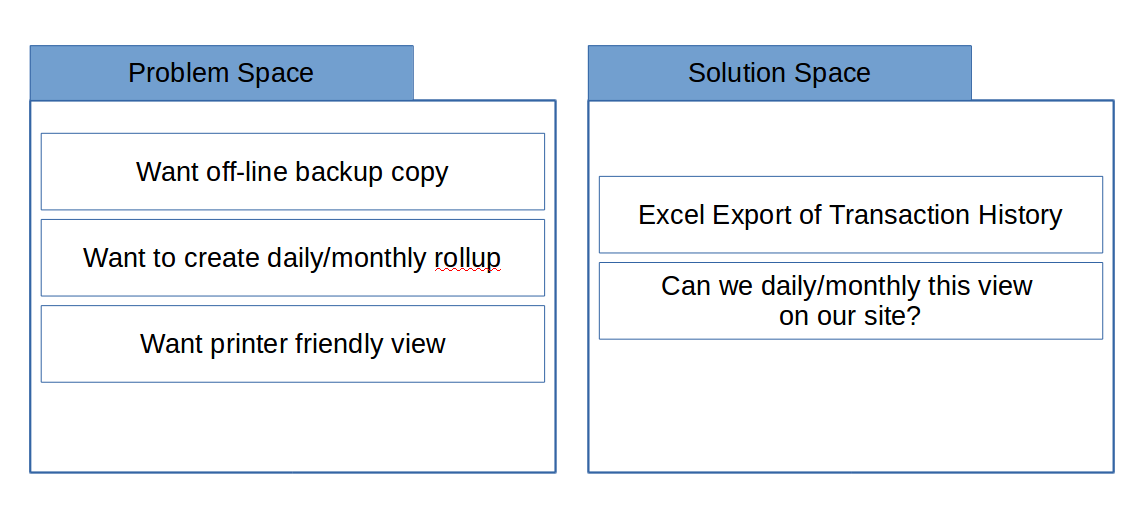 Problem Space
Want off-line backup copy
Want to create daily/monthly rollup
Want printer friendly view
Solution Space
Excel Export of Transaction History
Can we daily/monthly this view
on our site?